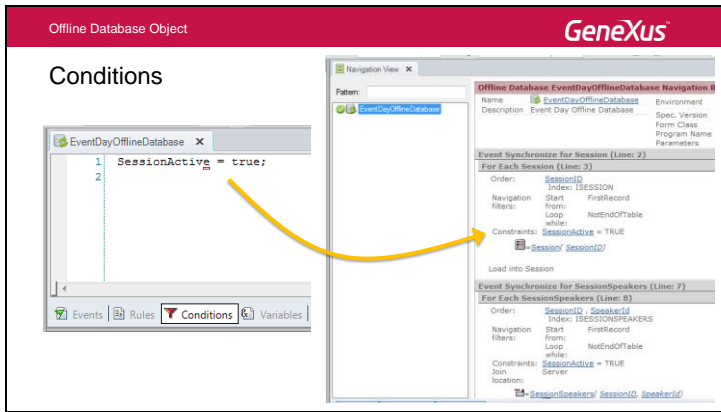 Offline Database Object
GeneXus™
Conditions
EventDayOfflineDatabase X
1 SessionActive = true;
2
Events Rules Conditions Variables
Navigation View X
Pattern:
EventDayOfflineDatabase
Offline Database EventDayOfflineDatabase Navigation R
Name EventDayOfflineDatabase Environment
Description Event Day Offline Database
Spec. Version
Form Class
Program Name
Parameters
Event Synchronize for Session (Line: 2)
For Each Session (Line: 3)
Order: SessionID
Index: ISESSION
Navigation Start FirstRecord
filters: from:
Loop NotEndOfTable
while:
Constraints: SessionActive = TRUE
=Session( SessionID)
Load into Session
Event Synchronize for SessionSpeakers (Line: 7)
For Each SessionSpeakers (Line: 8)
Order: SessionID , SpeakerId
Index: ISESSIONSPEAKERS
Navigation Start FirstRecord
filters: from:
Loop NotEndOfTable
while:
Constraints: SessionActive = TRUE
Join Server
location:
=SessionSpeakers( SessionID, SpeakerId)